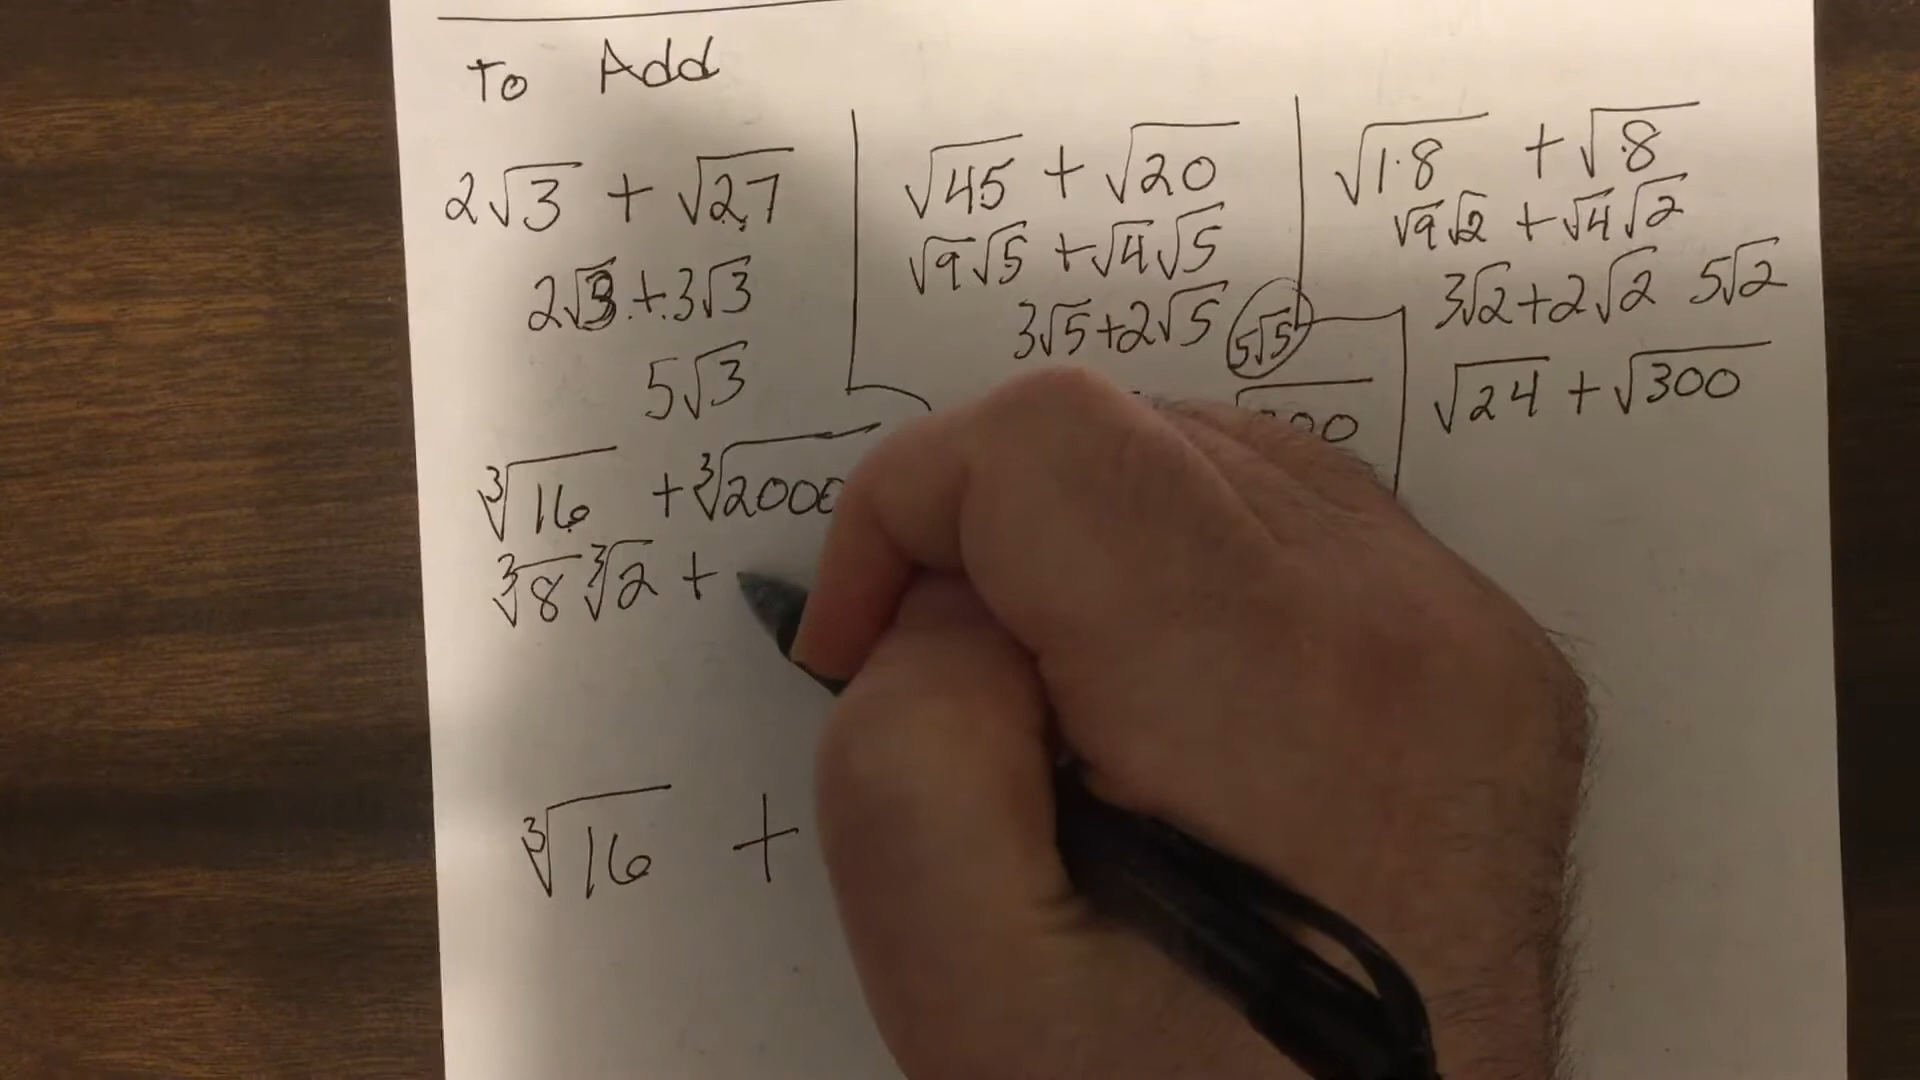 To Add
2√3 + √27
2√3 + 3√3
5√3
√45 + √20
√9√5 + √4√5
3√5+2√5 5√5
√1·8 + √8
√9√2 + √4√2
3√2+2√2 5√2
√24 + √300
∛16 + ∛2000
∛8∛2 +
∛16 +